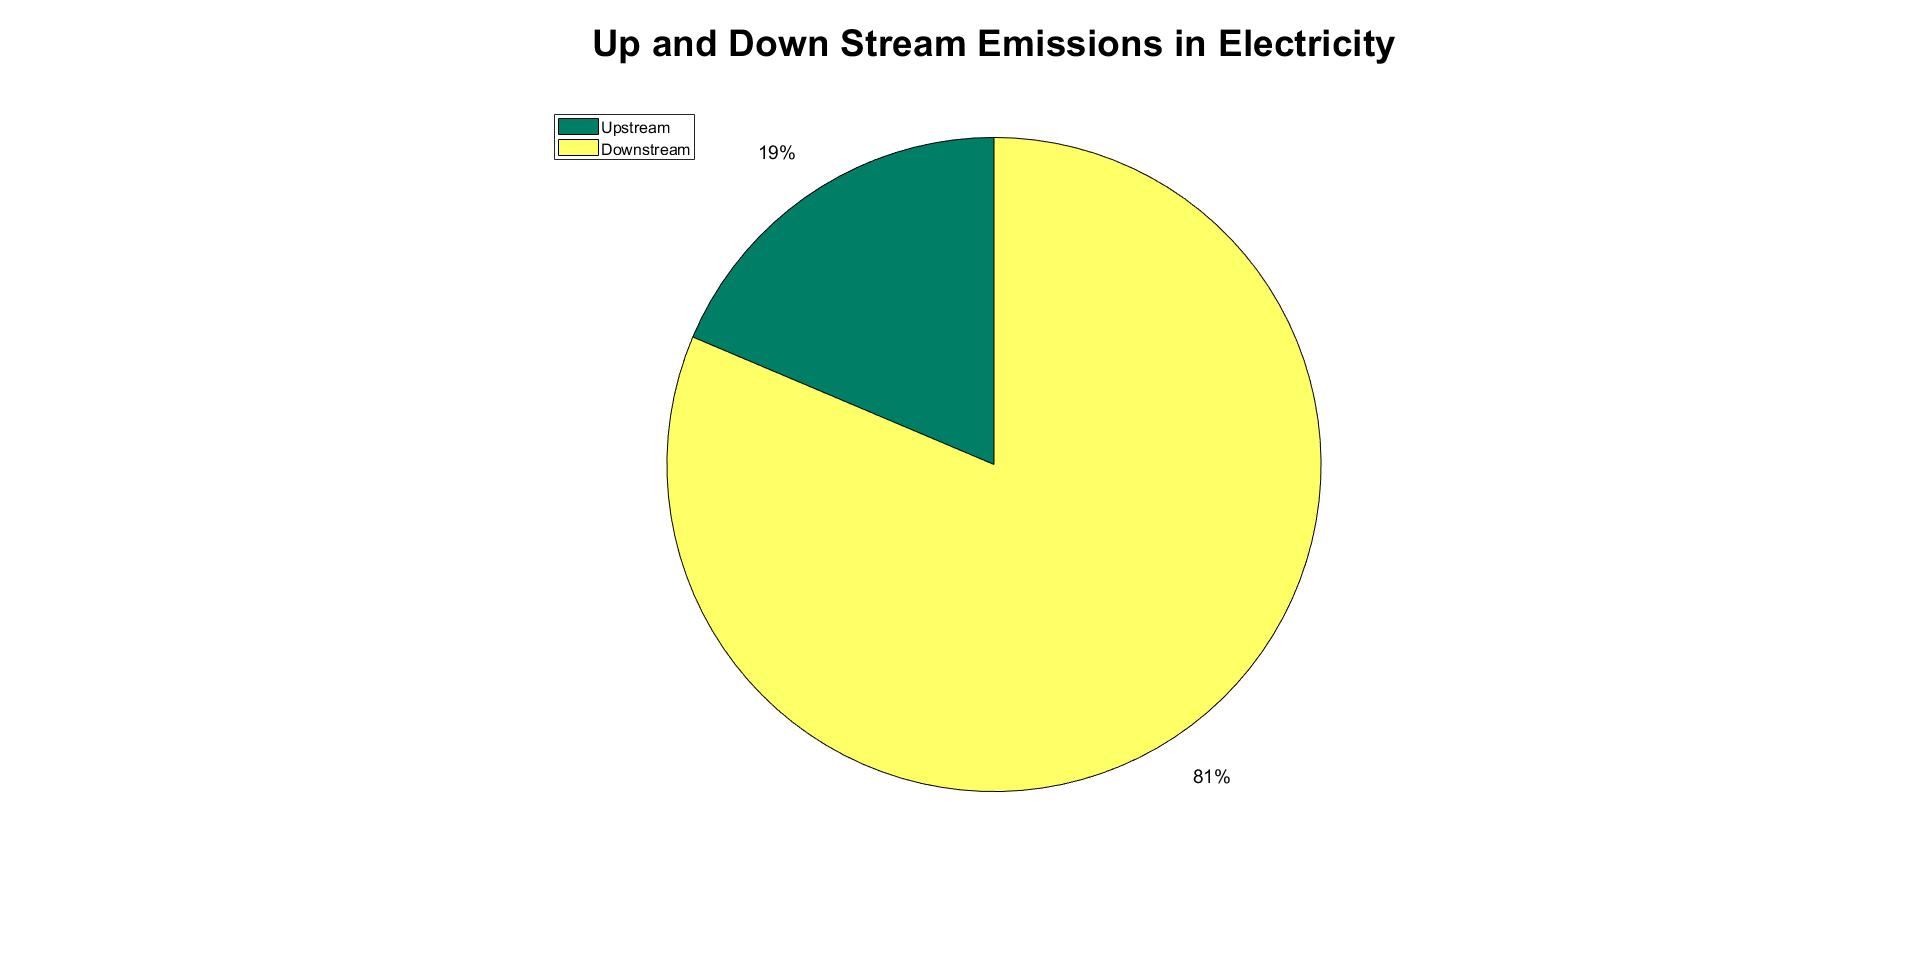 Up and Down Stream Emissions in Electricity
Upstream
Downstream
19%
81%